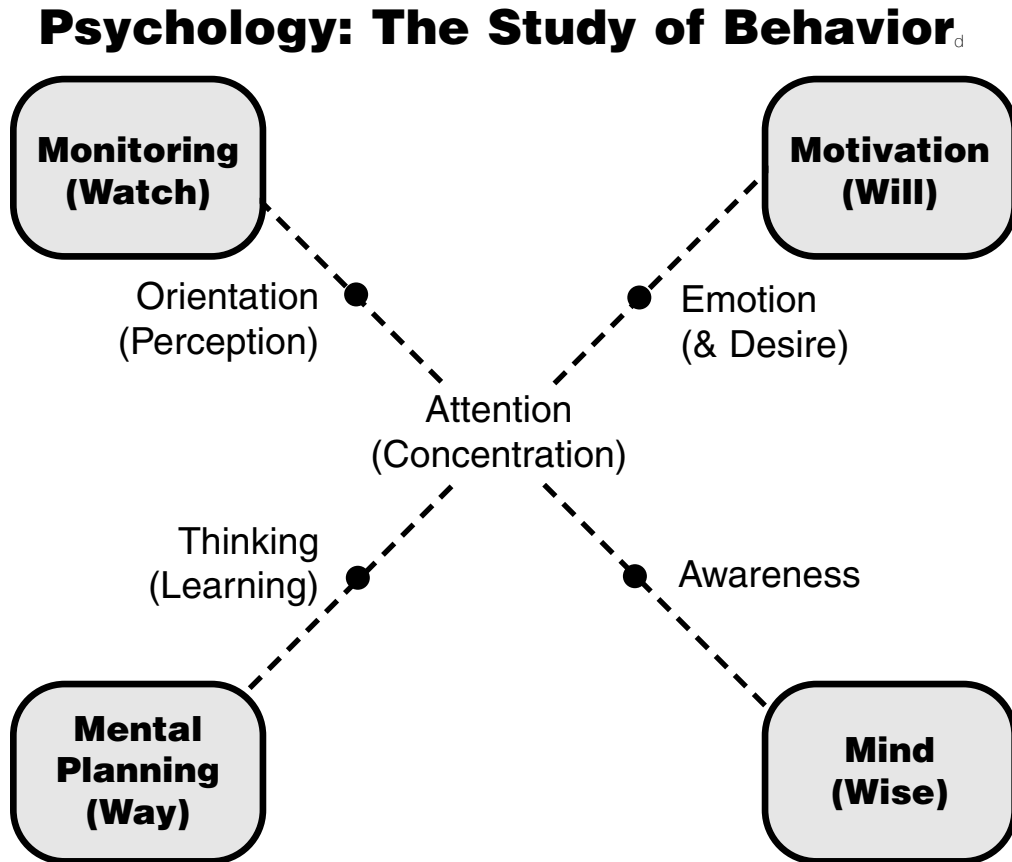 Psychology: The Study of Behavior d
Monitoring
(Watch)
Motivation
(Will)
Orientation
(Perception)
Emotion
(& Desire)
Attention
(Concentration)
Thinking
(Learning)
Awareness
Mental
Planning
(Way)
Mind
(Wise)